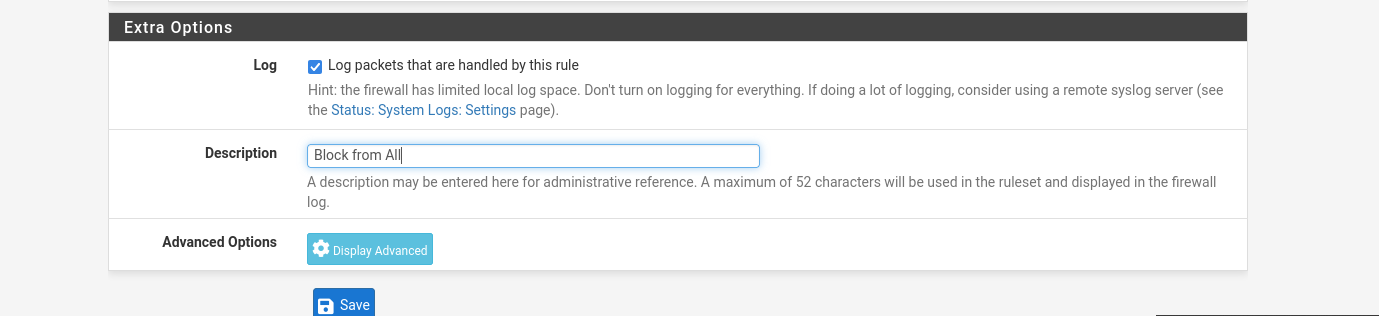 Extra Options
Log
Log packets that are handled by this rule
Hint: the firewall has limited local log space. Don't turn on logging for everything. If doing a lot of logging, consider using a remote syslog server (see
the Status: System Logs: Settings page).
Description
Block from All
A description may be entered here for administrative reference. A maximum of 52 characters will be used in the ruleset and displayed in the firewall
log.
Advanced Options
Display Advanced
Save